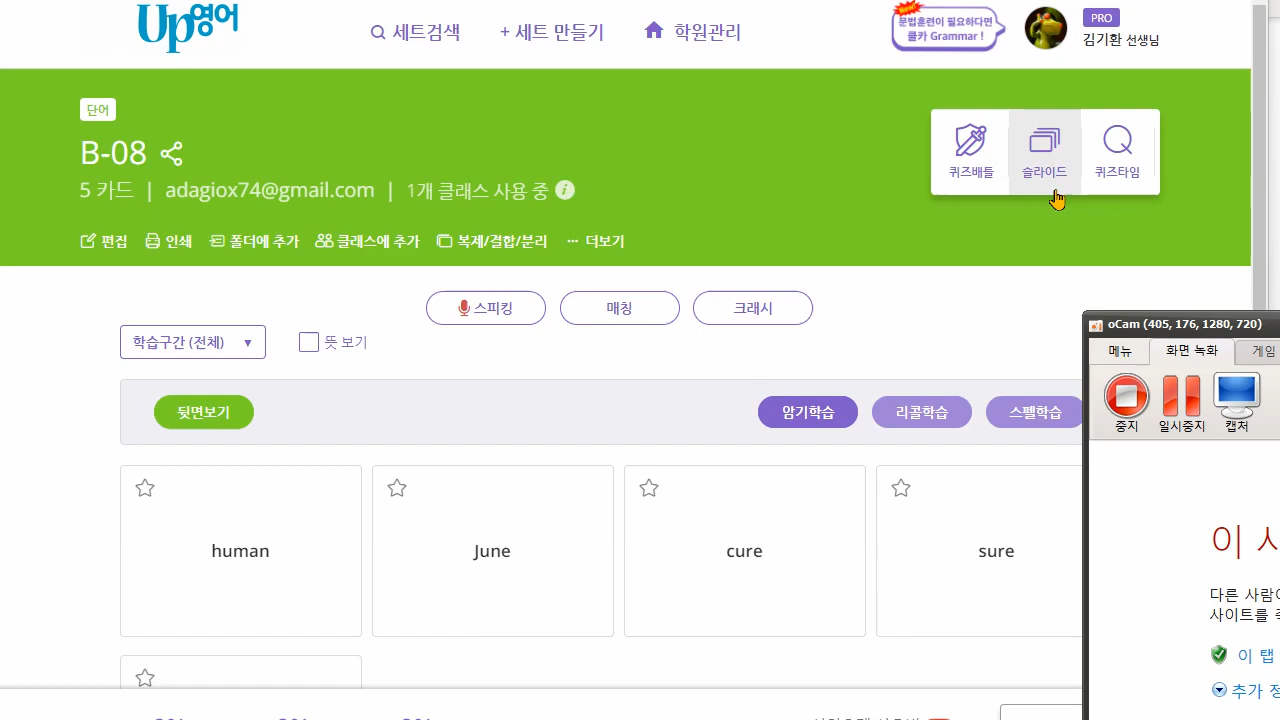 Up영어
세트검색
+ 세트 만들기
학원관리
New!
문법훈련이 필요하다면
클카 Grammar !
PRO
김기환 선생님
단어
B-08
5 카드 | adagiox74@gmail.com | 1개 클래스 사용 중
편집
인쇄
폴더에 추가
클래스에 추가
복제/결합/분리
··· 더보기
퀴즈배틀
슬라이드
퀴즈타임
스피킹
매칭
크래시
학습구간 (전체) ▼
뜻 보기
뒷면보기
암기학습
리콜학습
스펠학습
human
June
cure
sure
oCam (405, 176, 1280, 720)
메뉴
화면 녹화
게임
중지
일시중지
캡처
이
다른 사람이
사이트를
이 탭
추가